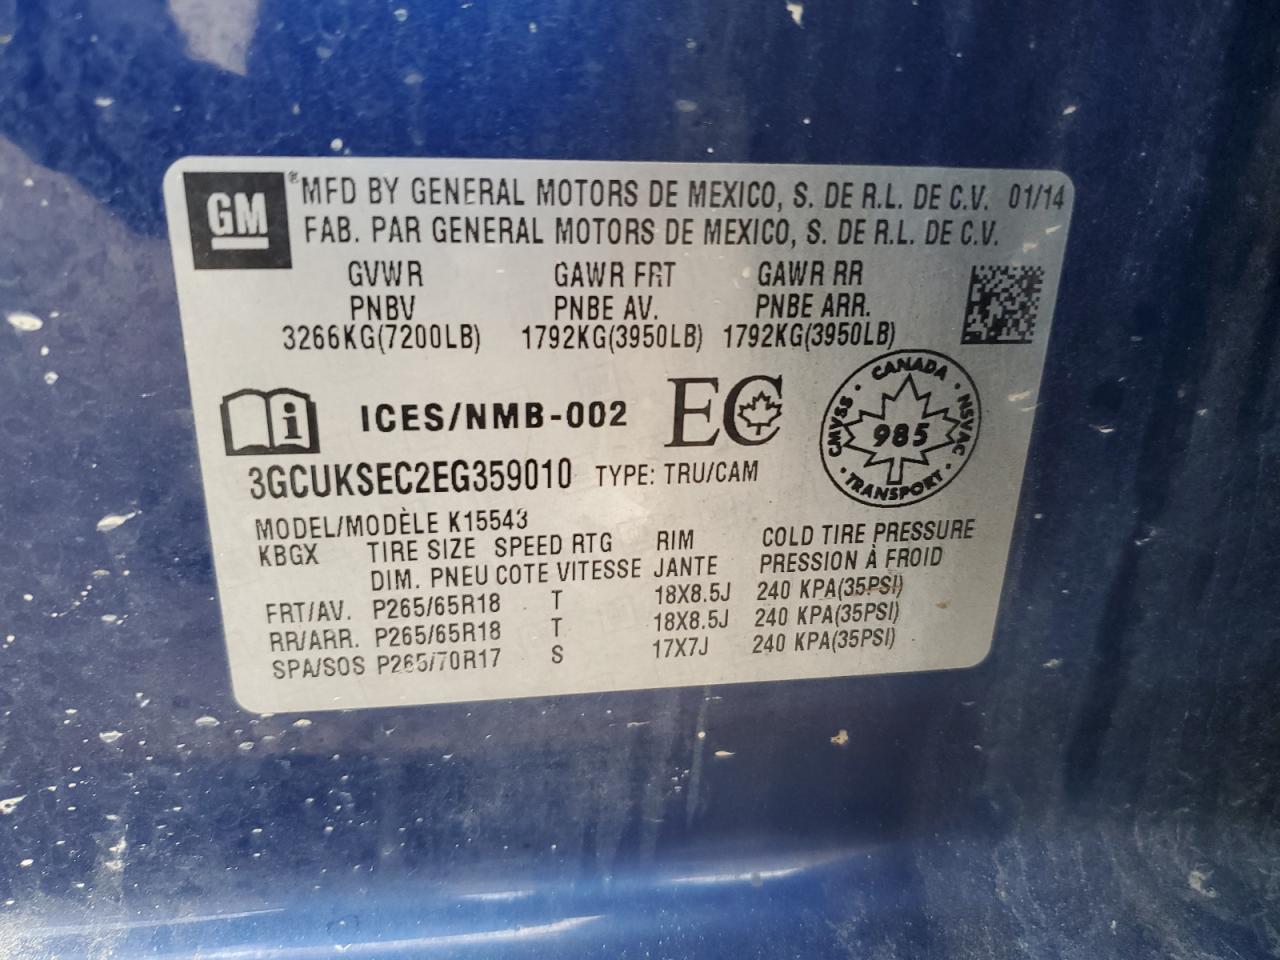 GM
® MFD BY GENERAL MOTORS DE MEXICO, S. DE R.L. DE C.V. 01/14
FAB. PAR GENERAL MOTORS DE MEXICO, S. DE R.L. DE C.V.
GVWR GAWR FRT GAWR RR
PNBV PNBE AV. PNBE ARR.
3266KG(7200LB) 1792KG(3950LB) 1792KG(3950LB)
i ICES/NMB-002 EC
CANADA
CMVSS 985 NSVAC
TRANSPORT
3GCUKSEC2EG359010 TYPE: TRU/CAM
MODEL/MODÈLE K15543
KBGX TIRE SIZE SPEED RTG RIM COLD TIRE PRESSURE
DIM. PNEU COTE VITESSE JANTE PRESSION À FROID
FRT/AV. P265/65R18 T 18X8.5J 240 KPA(35PSI)
RR/ARR. P265/65R18 T 18X8.5J 240 KPA(35PSI)
SPA/SOS P265/70R17 S 17X7J 240 KPA(35PSI)